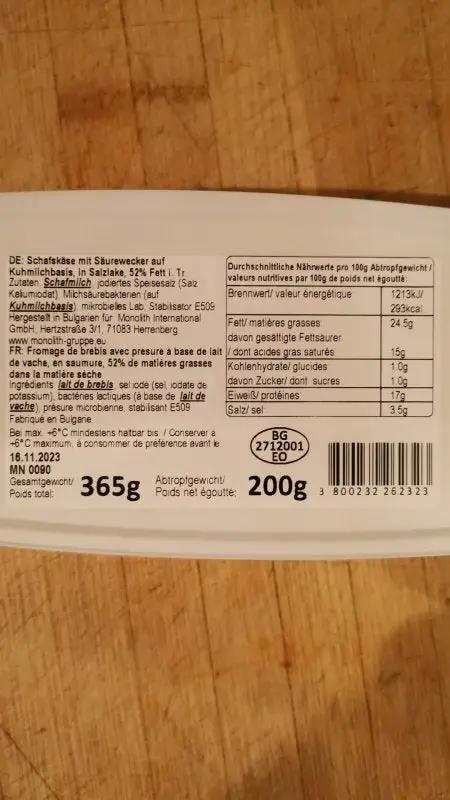 DE: Schafskäse mit Säurewecker auf
Kuhmilchbasis, in Salzlake, 52% Fett i. Tr
Zutaten: Schafmilch, jodiertes Speisesalz (Salz
Kaliumiodat), Milchsäurebakterien (auf
Kuhmilchbasis), mikrobielles Lab, Stabilisator E509
Hergestellt in Bulgarien für: Monolith International
GmbH, Hertzstraße 3/1, 71083 Herrenberg
www.monolith-gruppe.eu
FR: Fromage de brebis avec presure à base de lait
de vache, en saumure, 52% de matières grasses
dans la matière sèche
Ingrédients: lait de brebis, sel iodé (sel, iodate de
potassium), bactéries lactiques (à base de lait de
vache), présure microbienne, stabilisant E509
Fabriqué en Bulgarie
Bei max. +6°C mindestens haltbar bis / Conserver à
+6°C maximum, à consommer de préférence avant le:
16.11.2023
MN 0090
Gesamtgewicht/
Poids total: 365g
Abtropfgewicht/
Poids net égoutté: 200g
Durchschnittliche Nährwerte pro 100g Abtropfgewicht /
valeurs nutritives par 100g de poids net égoutté:
Brennwert/ valeur énergétique 1213kJ/
293kcal
Fett/ matières grasses 24.5g
davon gesättigte Fettsäurer
/ dont acides gras saturés 15g
Kohlenhydrate/ glucides 1.0g
davon Zucker/ dont sucres 1.0g
Eiweiß/ protéines 17g
Salz/ sel 3.5g
BG
2712001
EO
3 800232 262323